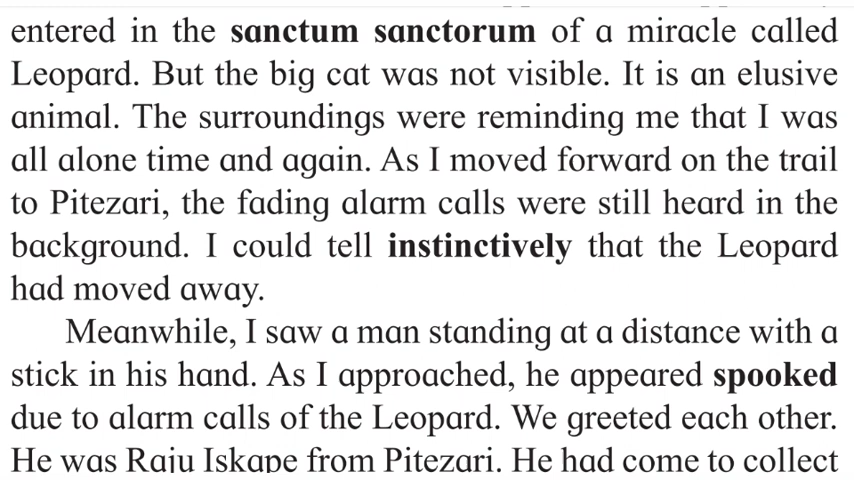 entered in the sanctum sanctorum of a miracle called
Leopard. But the big cat was not visible. It is an elusive
animal. The surroundings were reminding me that I was
all alone time and again. As I moved forward on the trail
to Pitezari, the fading alarm calls were still heard in the
background. I could tell instinctively that the Leopard
had moved away.
Meanwhile, I saw a man standing at a distance with a
stick in his hand. As I approached, he appeared spooked
due to alarm calls of the Leopard. We greeted each other.
He was Raju Iskape from Pitezari. He had come to collect